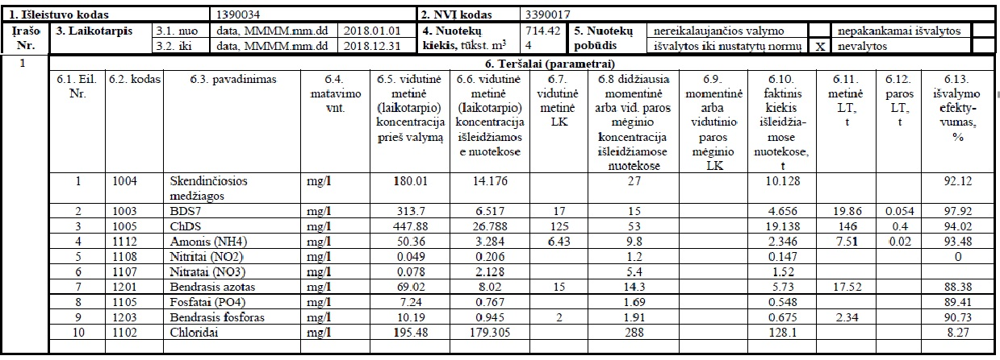 1. Išleistuvo kodas 1390034 2. NVĮ kodas 3390017
Įrašo Nr. 3. Laikotarpis 3.1. nuo data, MMMM.mm.dd 2018.01.01 4. Nuotekų kiekis, tūkst. m³ 714.42 4 5. Nuotekų pobūdis nereikalaujančios valymo nepakankamai išvalytos
3.2. iki data, MMMM.mm.dd 2018.12.31 išvalytos iki nustatytų normų X nevalytos
1 6. Teršalai (parametrai)
6.1. Eil. Nr. 6.2. kodas 6.3. pavadinimas 6.4. matavimo vnt. 6.5. vidutinė metinė (laikotarpio) koncentracija prieš valymą 6.6. vidutinė metinė (laikotarpio) koncentracija išleidžiamos e nuotekose 6.7. vidutinė metinė LK 6.8 didžiausia momentinė arba vid. paros mėginio koncentracija išleidžiamose nuotekose 6.9. momentinė arba vidutinio paros mėginio LK 6.10. faktinis kiekis išleidžia- mose nuotekose, t 6.11. metinė LT, t 6.12. paros LT, t 6.13. išvalymo efekty- vumas, %
1 1004 Skendinčiosios medžiagos mg/l 180.01 14.176 27 10.128 92.12
2 1003 BDS7 mg/l 313.7 6.517 17 15 4.656 19.86 0.054 97.92
3 1005 ChDS mg/l 447.88 26.788 125 53 19.138 146 0.4 94.02
4 1112 Amonis (NH4) mg/l 50.36 3.284 6.43 9.8 2.346 7.51 0.02 93.48
5 1108 Nitritai (NO2) mg/l 0.049 0.206 1.2 0.147 0
6 1107 Nitratai (NO3) mg/l 0.078 2.128 5.4 1.52
7 1201 Bendrasis azotas mg/l 69.02 8.02 15 14.3 5.73 17.52 88.38
8 1105 Fosfatai (PO4) mg/l 7.24 0.767 1.69 0.548 89.41
9 1203 Bendrasis fosforas mg/l 10.19 0.945 2 1.91 0.675 2.34 90.73
10 1102 Chloridai mg/l 195.48 179.305 288 128.1 8.27